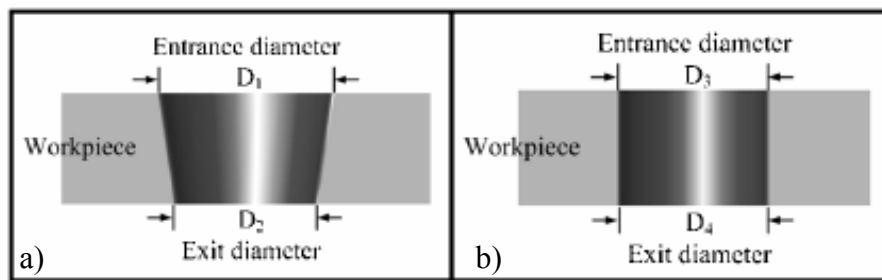 Entrance diameter
D₁
Workpiece
D₂
a) Exit diameter
Entrance diameter
D₃
Workpiece
D₄
b) Exit diameter